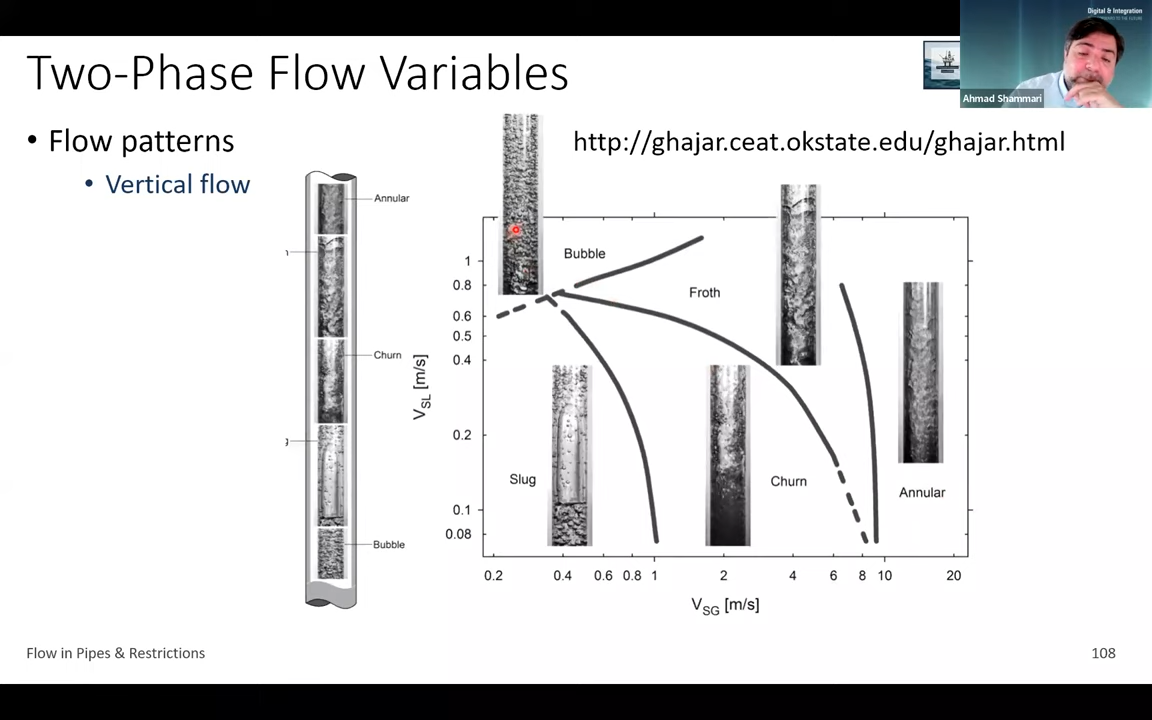 Digital & Integration
Two-Phase Flow Variables
Ahmad Shammari
• Flow patterns
http://ghajar.ceat.okstate.edu/ghajar.html
• Vertical flow
Annular
Churn
Bubble
V_SL [m/s]
1
0.8
0.6
0.5
0.4
0.2
0.1
0.08
Bubble
Froth
Slug
Churn
Annular
0.2 0.4 0.6 0.8 1 2 4 6 8 10 20
V_SG [m/s]
Flow in Pipes & Restrictions
108